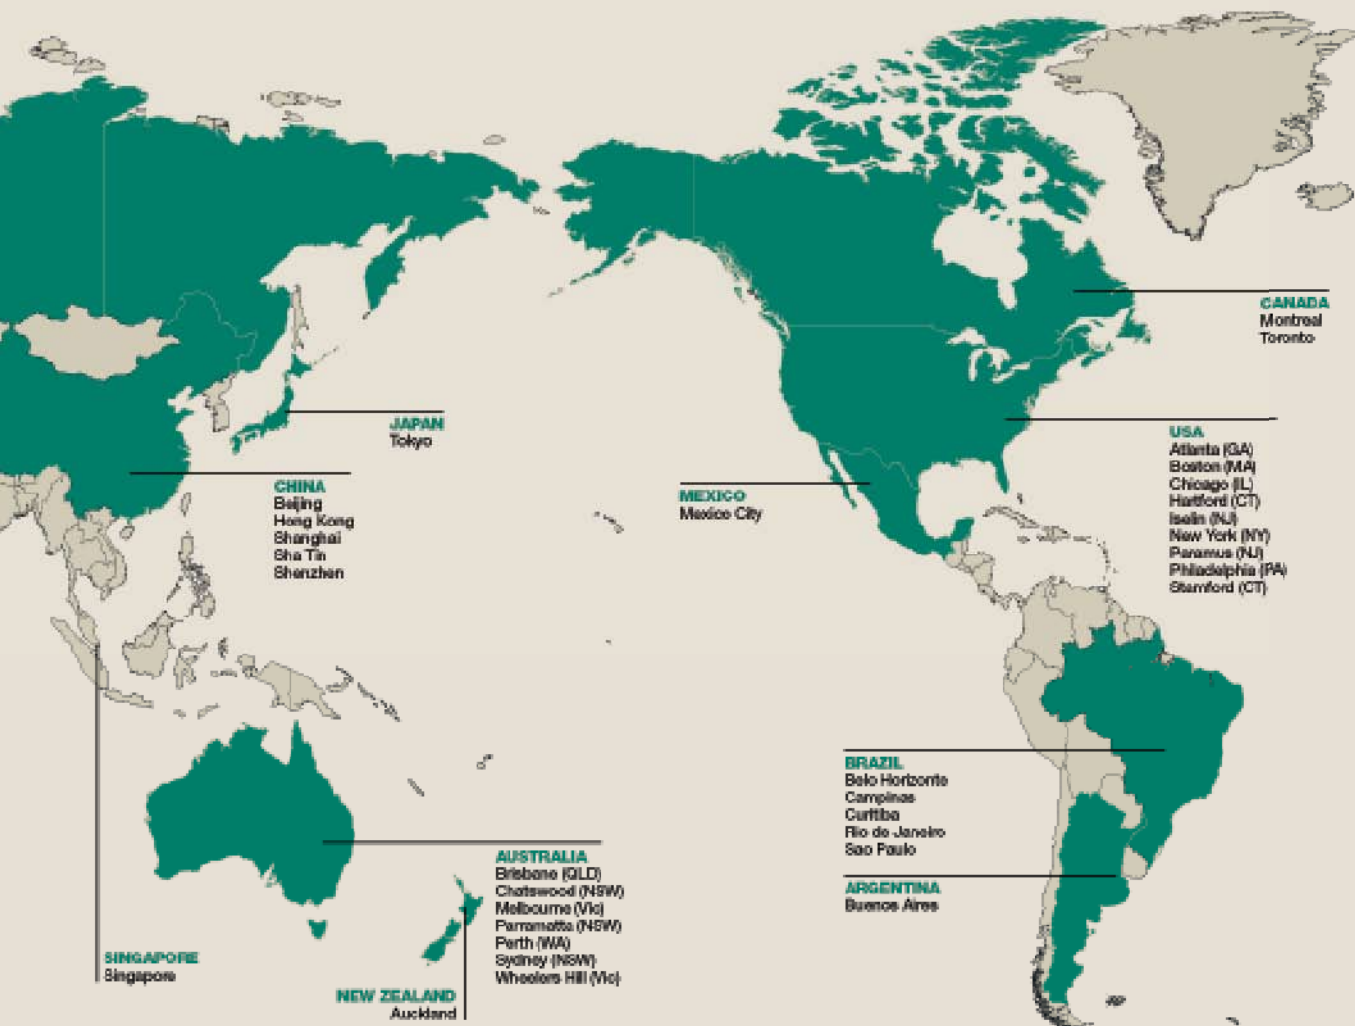 CANADA
Montreal
Toronto
JAPAN
Tokyo
USA
Atlanta (GA)
Boston (MA)
Chicago (IL)
Hartford (CT)
Iselin (NJ)
New York (NY)
Paramus (NJ)
Philadelphia (PA)
Stamford (CT)
CHINA
Beijing
Hong Kong
Shanghai
Sha Tin
Shenzhen
MEXICO
Mexico City
BRAZIL
Belo Horizonte
Campinas
Curitiba
Rio de Janeiro
Sao Paulo
AUSTRALIA
Brisbane (QLD)
Chatswood (NSW)
Melbourne (Vic)
Parramatta (NSW)
Perth (WA)
Sydney (NSW)
Wheelers Hill (Vic)
ARGENTINA
Buenos Aires
SINGAPORE
Singapore
NEW ZEALAND
Auckland